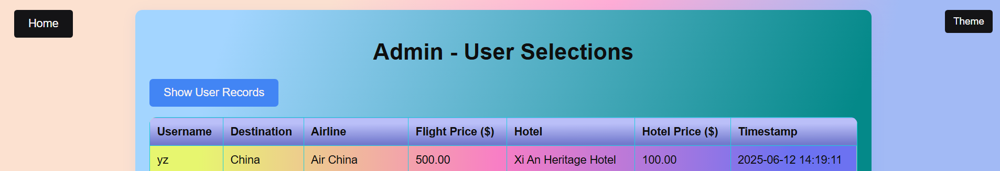 Home
Theme
Admin - User Selections
Show User Records
Username Destination Airline Flight Price ($) Hotel Hotel Price ($) Timestamp
yz China Air China 500.00 Xi An Heritage Hotel 100.00 2025-06-12 14:19:11